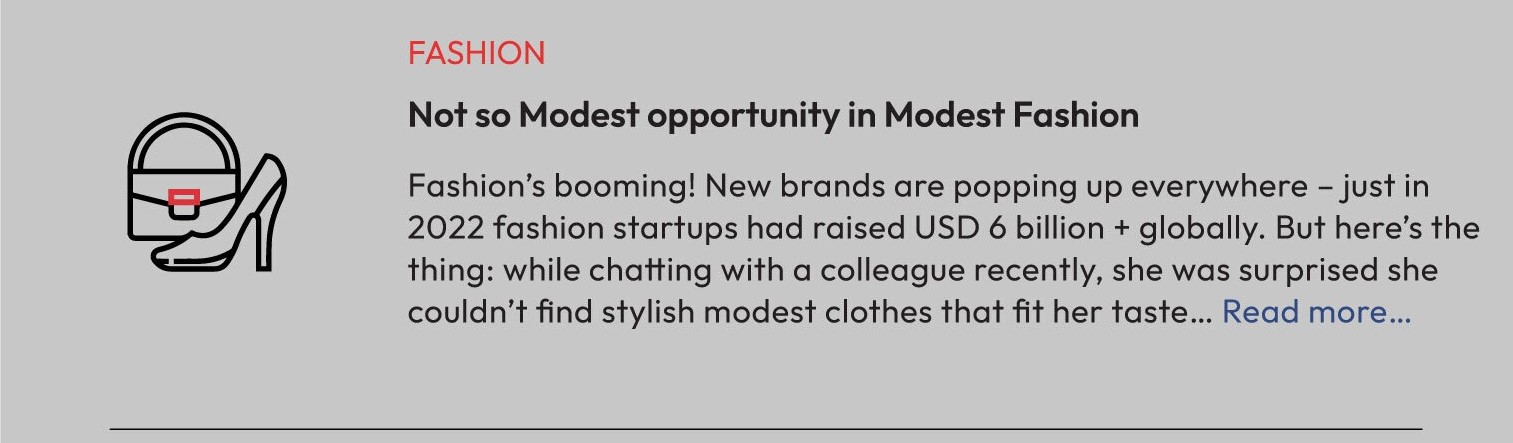 FASHION
Not so Modest opportunity in Modest Fashion
Fashion’s booming! New brands are popping up everywhere – just in
2022 fashion startups had raised USD 6 billion + globally. But here’s the
thing: while chatting with a colleague recently, she was surprised she
couldn’t find stylish modest clothes that fit her taste... Read more...